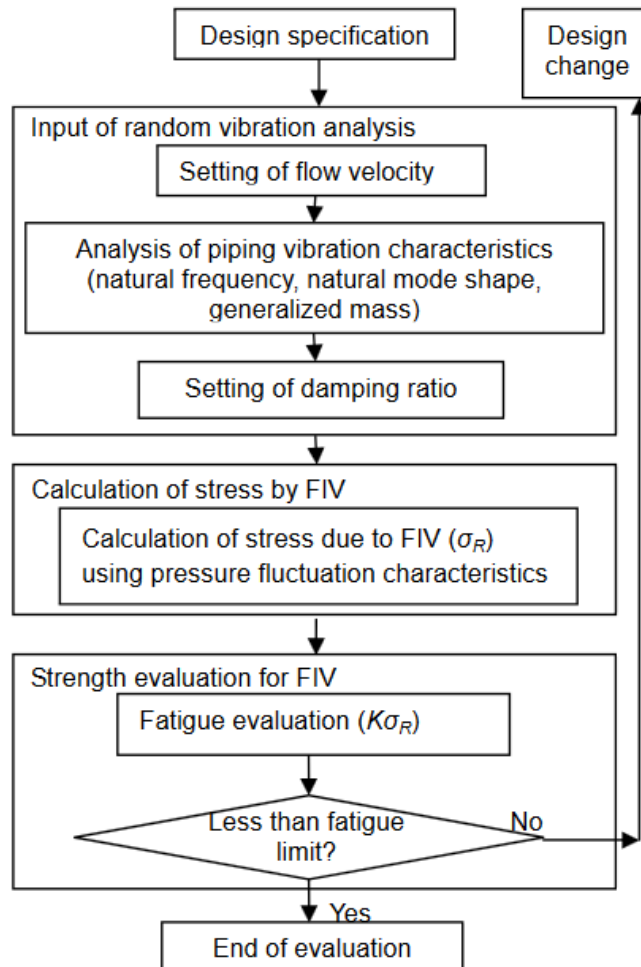 Design specification
Design
change
Input of random vibration analysis
Setting of flow velocity
Analysis of piping vibration characteristics
(natural frequency, natural mode shape,
generalized mass)
Setting of damping ratio
Calculation of stress by FIV
Calculation of stress due to FIV (σR)
using pressure fluctuation characteristics
Strength evaluation for FIV
Fatigue evaluation (KσR)
Less than fatigue
limit?
No
Yes
End of evaluation